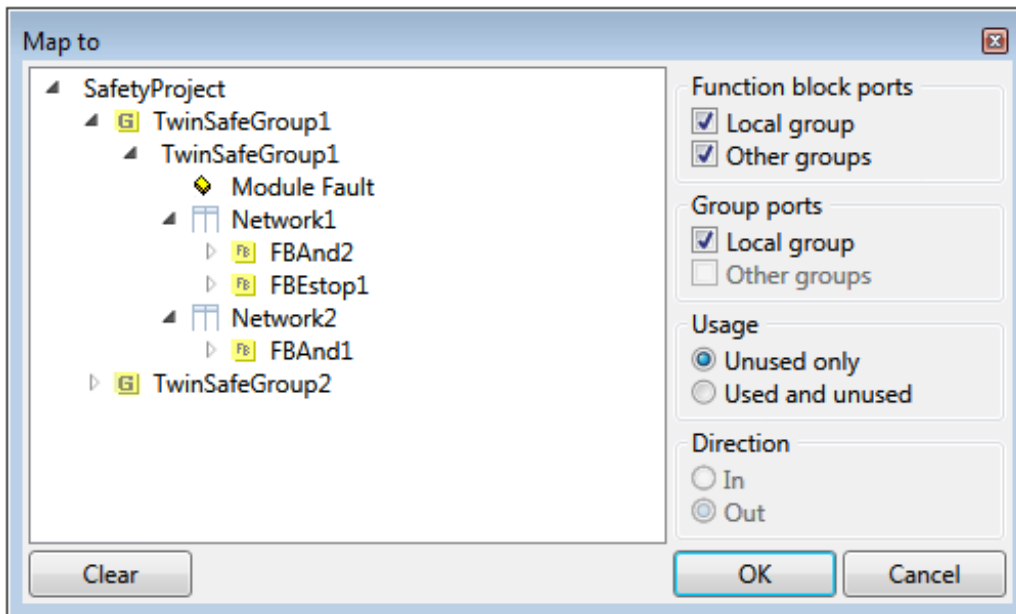 Map to
SafetyProject
G TwinSafeGroup1
TwinSafeGroup1
Module Fault
Network1
FB FBAnd2
FB FBEstop1
Network2
FB FBAnd1
G TwinSafeGroup2
Function block ports
Local group
Other groups
Group ports
Local group
Other groups
Usage
Unused only
Used and unused
Direction
In
Out
Clear
OK
Cancel